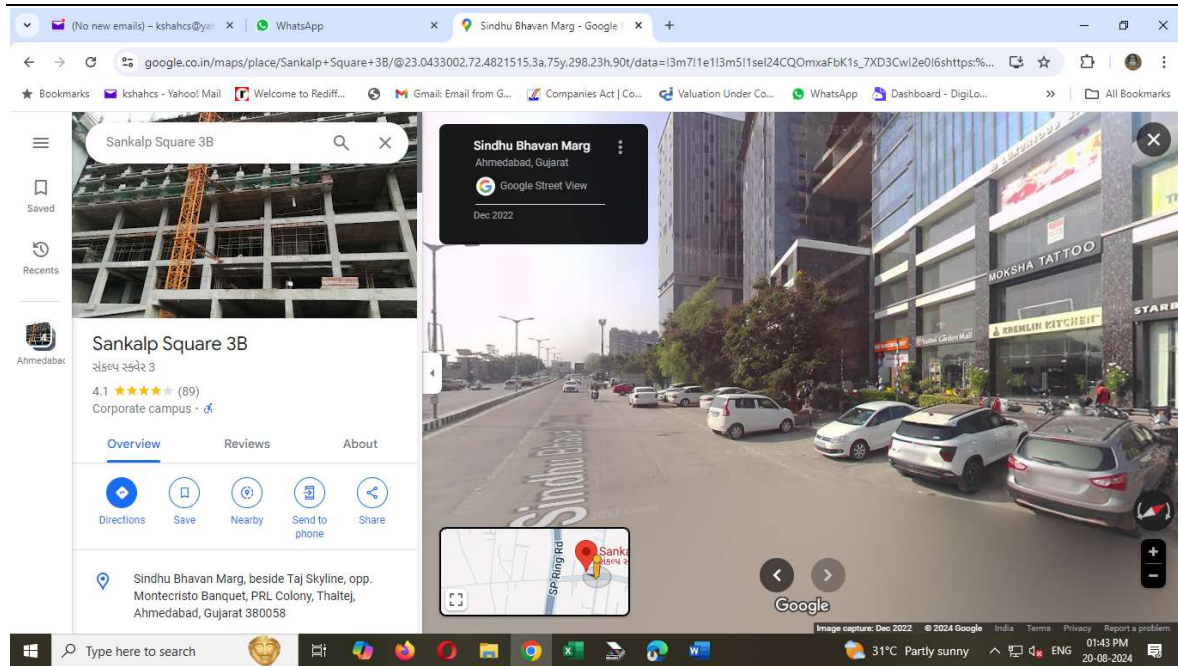 (No new emails) – kshahcs@ya
WhatsApp
Sindhu Bhavan Marg - Google
google.co.in/maps/place/Sankalp+Square+3B/@23.0433002,72.4821515,3a,75y,298.23h,90t/data=!3m7!1e1!3m5!1sel24CQOmxaFbK1s_7XD3Cw!2e0!6shttps:%...
Bookmarks
kshahcs - Yahoo! Mail
Welcome to Rediff...
Gmail: Email from G...
Companies Act | Co...
Valuation Under Co...
WhatsApp
Dashboard - DigiLo...
»
All Bookmarks
Saved
Recents
Ahmedabac
Sankalp Square 3B
Sankalp Square 3B
સંકલ્પ સ્ક્વેર 3
4.1 ★★★★★ (89)
Corporate campus ·
Overview
Reviews
About
Directions
Save
Nearby
Send to
phone
Share
Sindhu Bhavan Marg, beside Taj Skyline, opp.
Montecristo Banquet, PRL Colony, Thaltej,
Ahmedabad, Gujarat 380058
Sindhu Bhavan Marg
Ahmedabad, Gujarat
Google Street View
Dec 2022
MOKSHA TATTOO
KREMLIN KITCHEN
STARB
Garden Mall
Sindhu Bhava
SP Ring Rd
Sanka
Google
Image capture: Dec 2022 © 2024 Google India Terms Privacy Report a problem
Type here to search
31°C Partly sunny
ENG
01:43 PM
20-08-2024